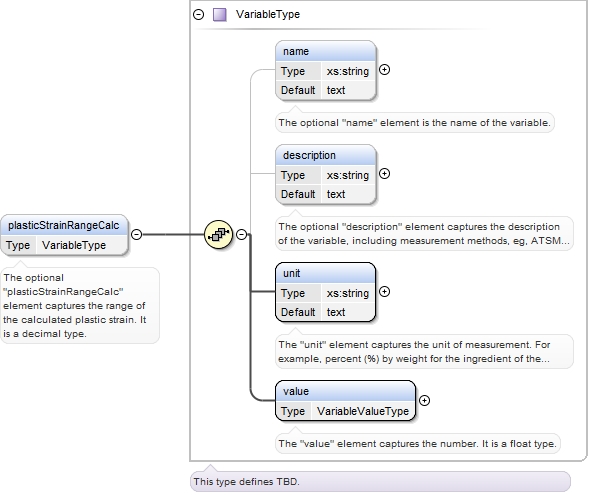 VariableType
name
Type xs:string
Default text
The optional "name" element is the name of the variable.
description
Type xs:string
Default text
The optional "description" element captures the description
of the variable, including measurement methods, eg, ATSM...
plasticStrainRangeCalc
Type VariableType
The optional
"plasticStrainRangeCalc"
element captures the range of
the calculated plastic strain. It
is a decimal type.
unit
Type xs:string
Default text
The "unit" element captures the unit of measurement. For
example, percent (%) by weight for the ingredient of the...
value
Type VariableValueType
The "value" element captures the number. It is a float type.
This type defines TBD.